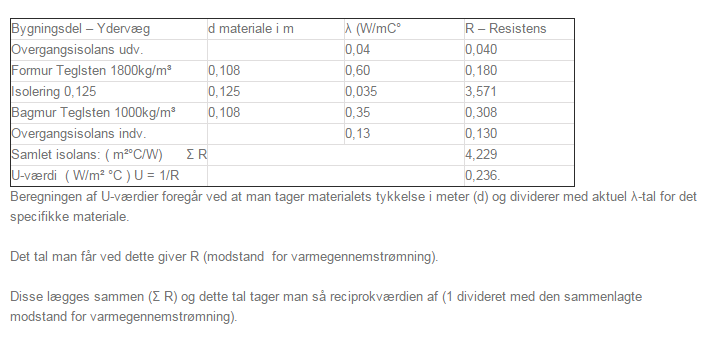 Bygningsdel – Ydervæg d materiale i m λ (W/mC° R – Resistens
Overgangsisolans udv. 0,04 0,040
Formur Teglsten 1800kg/m³ 0,108 0,60 0,180
Isolering 0,125 0,125 0,035 3,571
Bagmur Teglsten 1000kg/m³ 0,108 0,35 0,308
Overgangsisolans indv. 0,13 0,130
Samlet isolans: ( m²°C/W) Σ R 4,229
U-værdi ( W/m² °C ) U = 1/R 0,236.
Beregningen af U-værdier foregår ved at man tager materialets tykkelse i meter (d) og dividerer med aktuel λ-tal for det
specifikke materiale.
Det tal man får ved dette giver R (modstand for varmegennemstrømning).
Disse lægges sammen (Σ R) og dette tal tager man så reciprokværdien af (1 divideret med den sammenlagte
modstand for varmegennemstrømning).